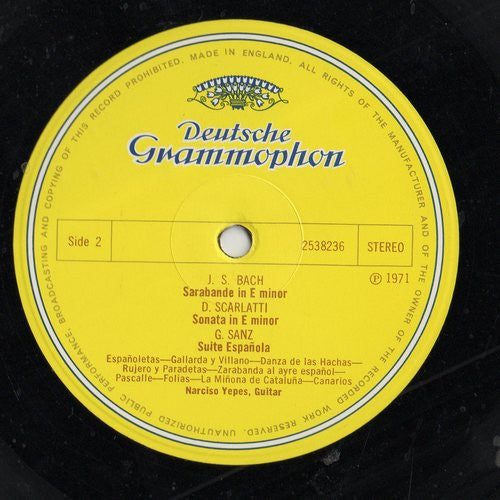 UNAUTHORIZED PUBLIC PERFORMANCE, BROADCASTING AND COPYING OF THIS RECORD PROHIBITED. MADE IN ENGLAND. ALL RIGHTS OF THE MANUFACTURER AND OF THE OWNER OF THE RECORDED WORK RESERVED.
Deutsche
Grammophon
Side 2 2538236 STEREO
Ⓟ 1971
J. S. BACH
Sarabande in E minor
D. SCARLATTI
Sonata in E minor
G. SANZ
Suite Española
Españoletas—Gallarda y Villano—Danza de las Hachas—
Rujero y Paradetas—Zarabanda al ayre español—
Pascalle—Folias—La Miñona de Cataluña—Canarios
Narciso Yepes, Guitar